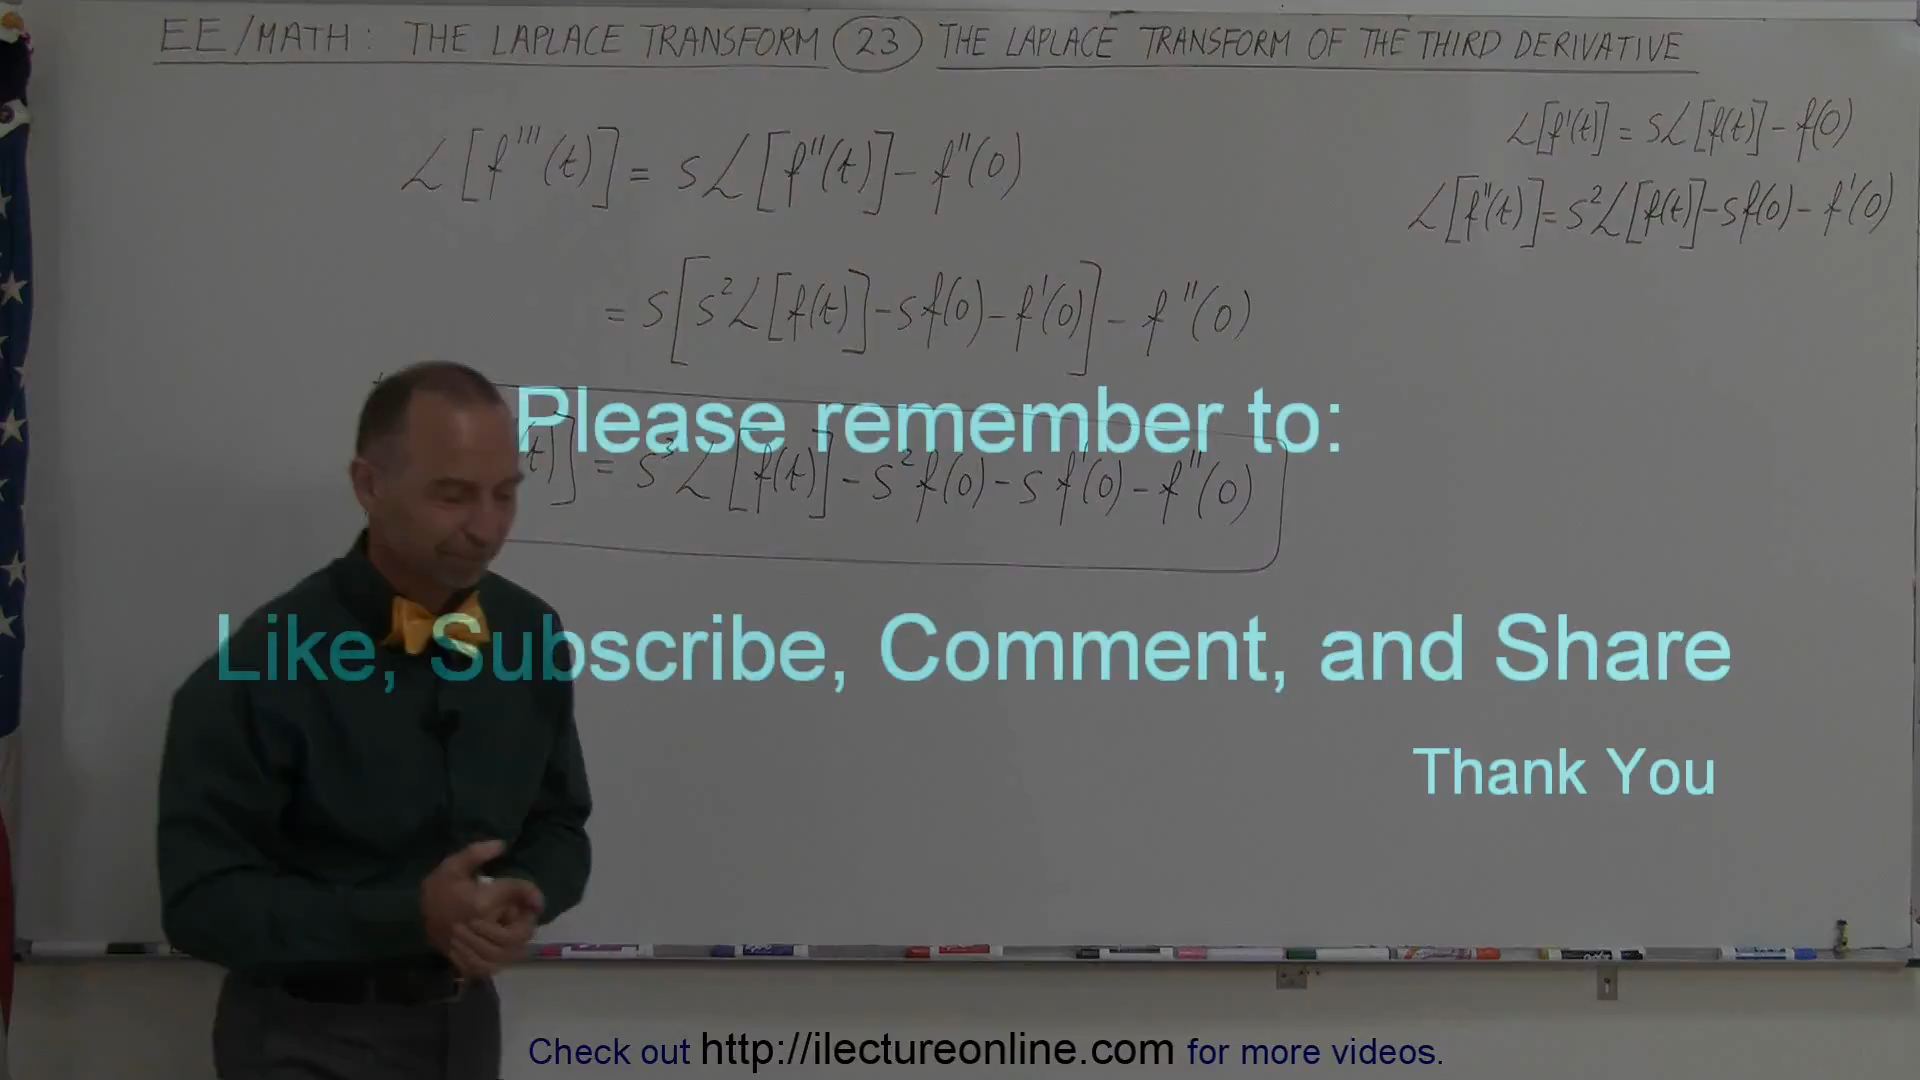 EE/MATH: THE LAPLACE TRANSFORM 23 THE LAPLACE TRANSFORM OF THE THIRD DERIVATIVE
ℒ[f'(t)] = sℒ[f(t)] - f(0)
ℒ[f'''(t)] = sℒ[f''(t)] - f''(0)
ℒ[f''(t)] = s²ℒ[f(t)] - sf(0) - f'(0)
= s[s²ℒ[f(t)] - sf(0) - f'(0)] - f''(0)
Please remember to:
t)] = s³ℒ[f(t)] - s²f(0) - sf'(0) - f''(0)
Like, Subscribe, Comment, and Share
Thank You
Check out http://ilectureonline.com for more videos.